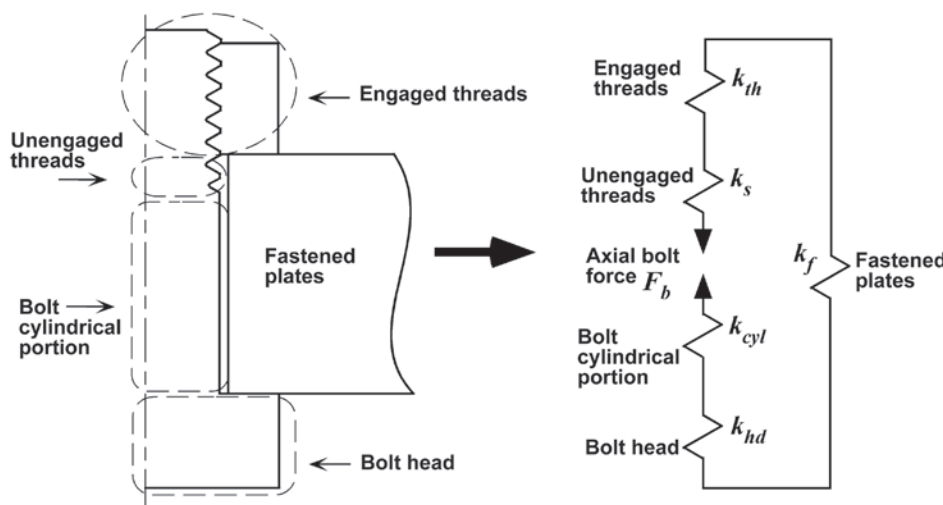 Engaged threads
Unengaged
threads
Fastened
plates
Bolt
cylindrical
portion
Bolt head
Engaged
threads
k_th
Unengaged
threads
k_s
Axial bolt
force F_b
k_f
Fastened
plates
k_cyl
Bolt
cylindrical
portion
k_hd
Bolt head